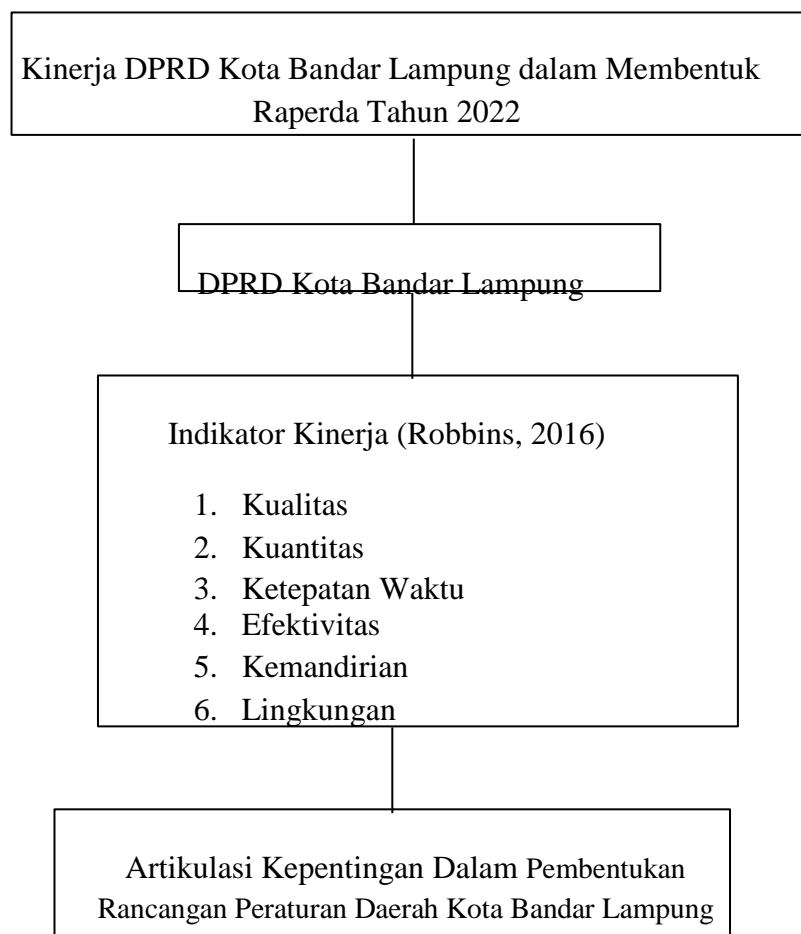 Kinerja DPRD Kota Bandar Lampung dalam Membentuk
Raperda Tahun 2022
DPRD Kota Bandar Lampung
Indikator Kinerja (Robbins, 2016)
1. Kualitas
2. Kuantitas
3. Ketepatan Waktu
4. Efektivitas
5. Kemandirian
6. Lingkungan
Artikulasi Kepentingan Dalam Pembentukan
Rancangan Peraturan Daerah Kota Bandar Lampung